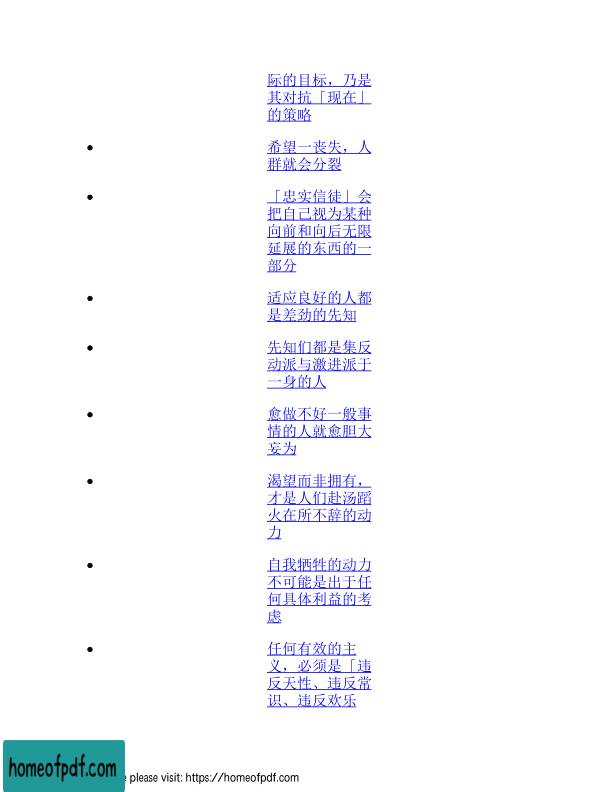 际的目标，乃是
其对抗「现在」
的策略
希望一丧失，人
群就会分裂
「忠实信徒」会
把自己视为某种
向前和向后无限
延展的东西的一
部分
适应良好的人都
是差劲的先知
先知们都是集反
动派与激进派于
一身的人
愈做不好一般事
情的人就愈胆大
妄为
渴望而非拥有，
才是人们赴汤蹈
火在所不辞的动
力
自我牺牲的动力
不可能是出于任
何具体利益的考
虑
任何有效的主
义，必须是「违
反天性、违反常
识、违反欢乐
homeofpdf.com
please visit: https://homeofpdf.com